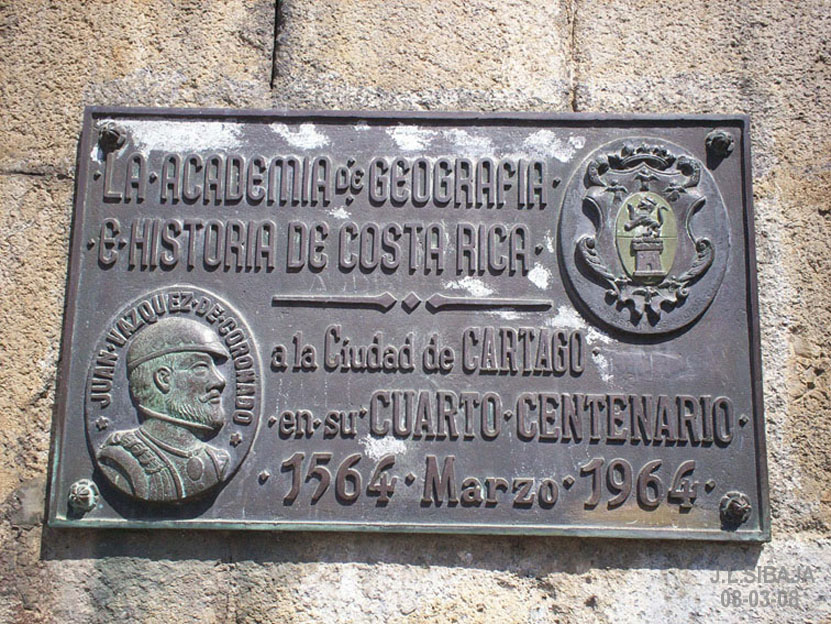 ·LA·ACADEMIA de GEOGRAFIA·
·E·HISTORIA DE COSTA RICA·
JUAN·VAZQUEZ·DE·CORONADO
a la Ciudad de CARTAGO·
·en·su·CUARTO·CENTENARIO·
·1564·Marzo·1964·
J.L.SIBAJA
08-03-08